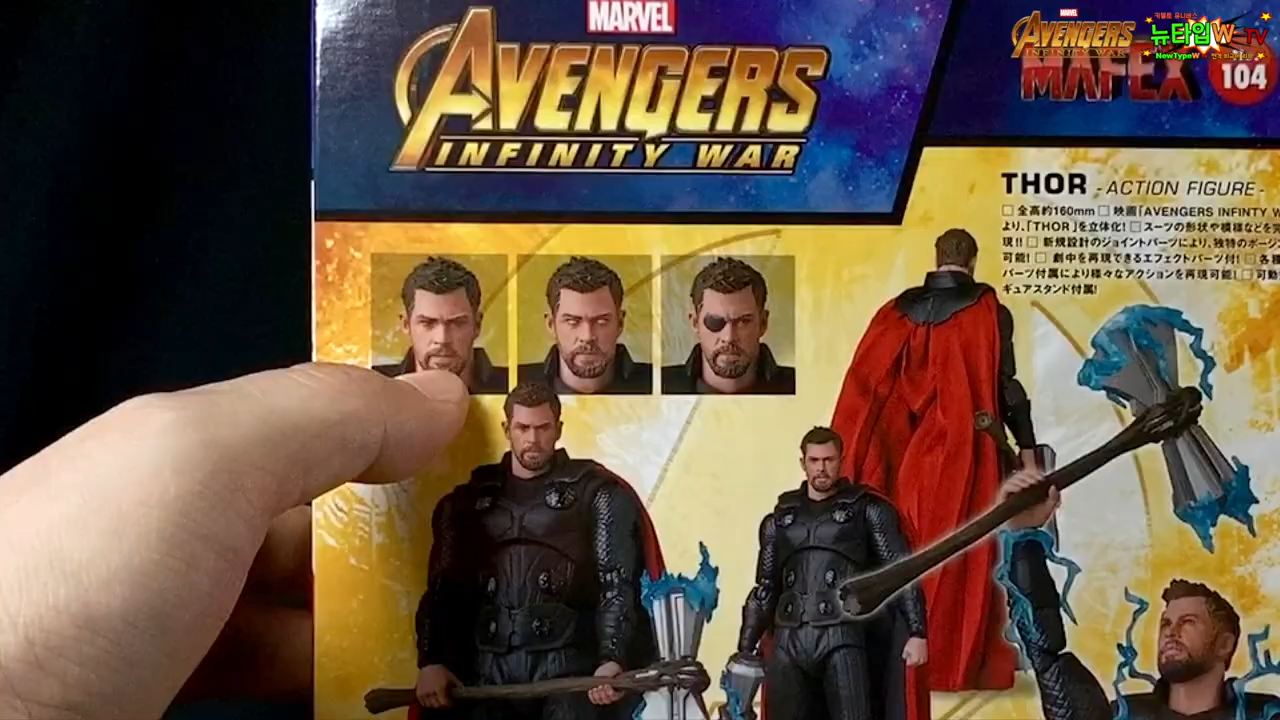 MARVEL
AVENGERS
INFINITY WAR
MARVEL
AVENGERS
INFINITY WAR
뉴타입W TV
NewTypeW
MAFEX
104
THOR -ACTION FIGURE-
□ 全高約160mm □ 映画「AVENGERS INFINTY W
より、「THOR」を立体化! □ スーツの形状や模様などを完
現!! □ 新規設計のジョイントパーツにより、独特のポージ
可能! □ 劇中を再現できるエフェクトパーツ付! □ 各種
パーツ付属により様々なアクションを再現可能! □ 可動
ギュアスタンド付属!